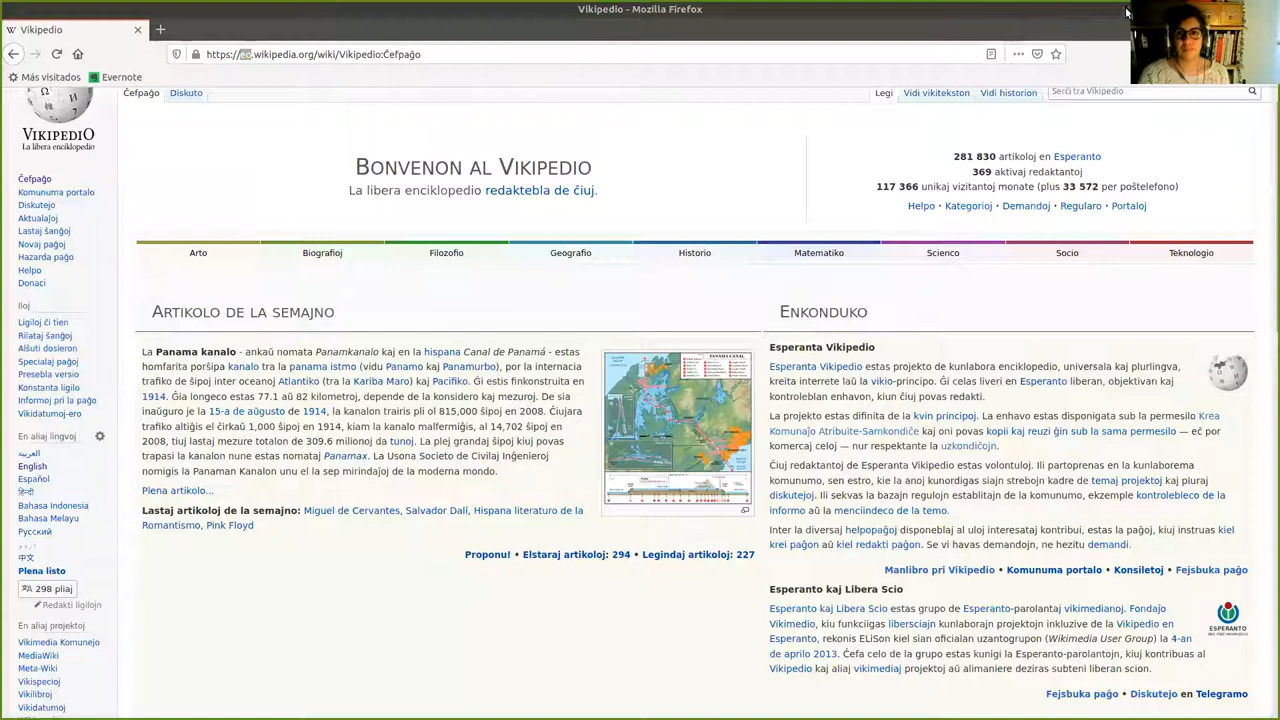 Vikipedio - Mozilla Firefox
Vikipedio
https://eo.wikipedia.org/wiki/Vikipedio:Ĉefpaĝo
Más visitados Evernote
VIKIPEDIO
La libera enciklopedio
Ĉefpaĝo
Komunuma portalo
Diskutejo
Aktualaĵoj
Lastaj ŝanĝoj
Novaj paĝoj
Hazarda paĝo
Helpo
Donaci
Iloj
Ligiloj ĉi tien
Rilataj ŝanĝoj
Alŝuti dosieron
Specialaj paĝoj
Presebla versio
Konstanta ligilo
Informoj pri la paĝo
Vikidatumoj-ero
En aliaj lingvoj
العربية
English
Español
हिन्दी
Bahasa Indonesia
Bahasa Melayu
Русский
اردو
中文
Plena listo
298 pliaj
Redakti ligilojn
En aliaj projektoj
Vikimedia Komunejo
MediaWiki
Meta-Wiki
Vikispecioj
Vikilibroj
Vikidatumoj
Ĉefpaĝo Diskuto Legi Vidi vikitekston Vidi historion Serĉi tra Vikipedio
BONVENON AL VIKIPEDIO
La libera enciklopedio redaktebla de ĉiuj.
281 830 artikoloj en Esperanto
369 aktivaj redaktantoj
117 366 unikaj vizitantoj monate (plus 33 572 per poŝtelefono)
Helpo · Kategorioj · Demandoj · Regularo · Portaloj
Arto Biografioj Filozofio Geografio Historio Matematiko Scienco Socio Teknologio
ARTIKOLO DE LA SEMAJNO
La Panama kanalo - ankaŭ nomata Panamkanalo kaj en la hispana Canal de Panamá - estas
homfarita porŝipa kanalo tra la panama istmo (vidu Panamo kaj Panamurbo), por la internacia
trafiko de ŝipoj inter oceanoj Atlantiko (tra la Kariba Maro) kaj Pacifiko. Ĝi estis finkonstruita en
1914. Ĝia longeco estas 77.1 aŭ 82 kilometroj, depende de la konsidero kaj mezuroj. De sia
inaŭguro je la 15-a de aŭgusto de 1914, la kanalon trairis pli ol 815,000 ŝipoj en 2008. Ĉiujara
trafiko altiĝis el ĉirkaŭ 1,000 ŝipoj en 1914, kiam la kanalo malfermiĝis, al 14,702 ŝipoj en
2008, tiuj lastaj mezure totalon de 309.6 milionoj da tunoj. La plej grandaj ŝipoj kiuj povas
trapasi la kanalon nune estas nomataj Panamax. La Usona Societo de Civilaj Inĝenieroj
nomigis la Panaman Kanalon unu el la sep mirindaĵoj de la moderna mondo.
Plena artikolo...
Lastaj artikoloj de la semajno: Miguel de Cervantes, Salvador Dalí, Hispana literaturo de la
Romantismo, Pink Floyd
Proponu! • Elstaraj artikoloj: 294 • Legindaj artikoloj: 227
PANAMA CANAL
ENKONDUKO
Esperanta Vikipedio
Esperanta Vikipedio estas projekto de kunlabora enciklopedio, universala kaj plurlingva,
kreita interrete laŭ la vikio-principo. Ĝi celas liveri en Esperanto liberan, objektivan kaj
kontroleblan enhavon, kiun ĉiuj povas redakti.
La projekto estas difinita de la kvin principoj. La enhavo estas disponigata sub la permesilo Krea
Komunaĵo Atribuite-Samkondiĉe kaj oni povas kopii kaj reuzi ĝin sub la sama permesilo — eĉ por
komercaj celoj — nur respektante la uzkondiĉojn.
Ĉiuj redaktantoj de Esperanta Vikipedio estas volontuloj. Ili partoprenas en la kunlaborema
komunumo, sen estro, kie la anoj kunordigas siajn strebojn kadre de temaj projektoj kaj pluraj
diskutejoj. Ili sekvas la bazajn regulojn establitajn de la komunumo, ekzemple kontrolebleco de la
informo aŭ la menciindeco de la temo.
Inter la diversaj helpopaĝoj disponeblaj al uloj interesataj kontribui, estas la paĝoj, kiuj instruas kiel
krei paĝon aŭ kiel redakti paĝon. Se vi havas demandojn, ne hezitu demandi.
Manlibro pri Vikipedio • Komunuma portalo • Konsiletoj • Fejsbuka paĝo
Esperanto kaj Libera Scio
Esperanto kaj Libera Scio estas grupo de Esperanto-parolantaj vikimedianoj. Fondaĵo
Vikimedio, kiu funkciigas libersciajn kunlaborajn projektojn inkluzive de la Vikipedio en
Esperanto, rekonis ELiSon kiel sian oficialan uzantogrupon (Wikimedia User Group) la 4-an
de aprilo 2013. Ĉefa celo de la grupo estas kunigi la Esperanto-parolantojn, kiuj kontribuas al
Vikipedio kaj aliaj vikimediaj projektoj aŭ alimaniere deziras subteni liberan scion.
ESPERANTO
Fejsbuka paĝo • Diskutejo en Telegramo